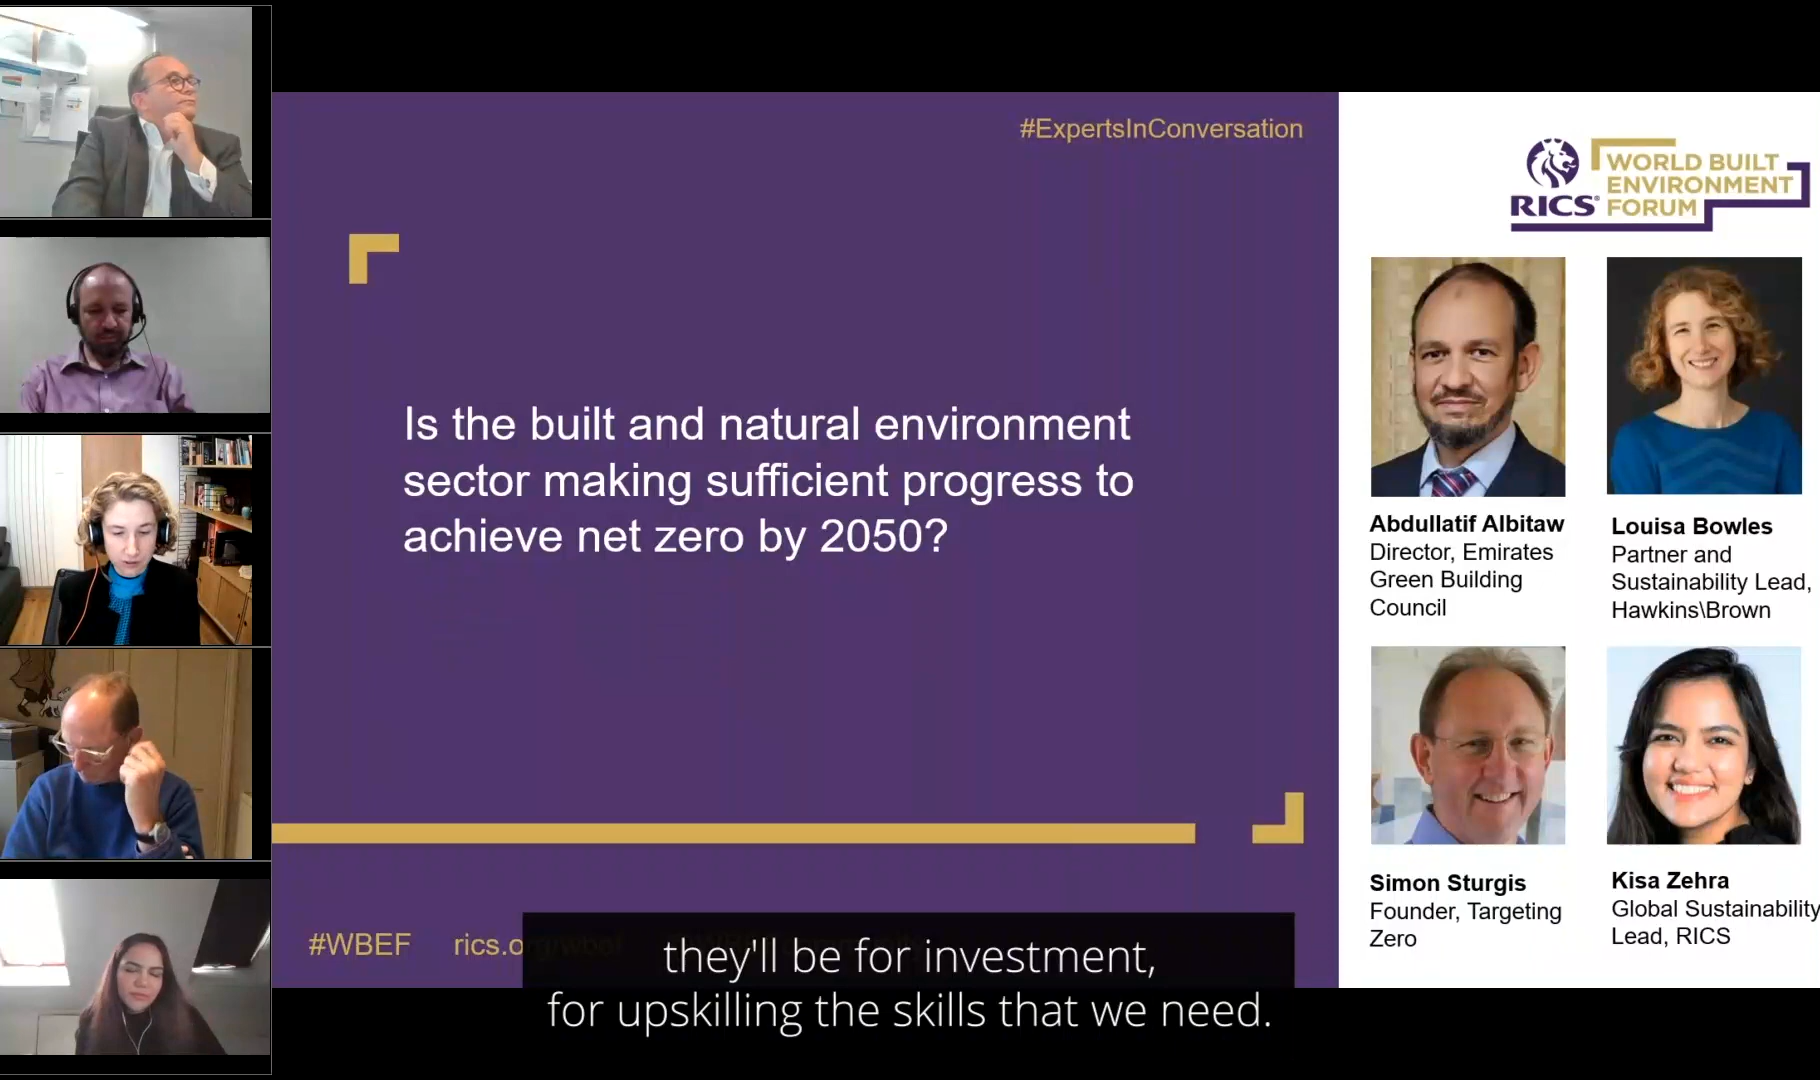 #ExpertsInConversation
RICS
WORLD BUILT
ENVIRONMENT
FORUM
Is the built and natural environment
sector making sufficient progress to
achieve net zero by 2050?
Abdullatif Albitaw
Director, Emirates
Green Building
Council
Louisa Bowles
Partner and
Sustainability Lead,
Hawkins\Brown
Simon Sturgis
Founder, Targeting
Zero
Kisa Zehra
Global Sustainability
Lead, RICS
#WBEF rics.org/wbef
they'll be for investment,
for upskilling the skills that we need.